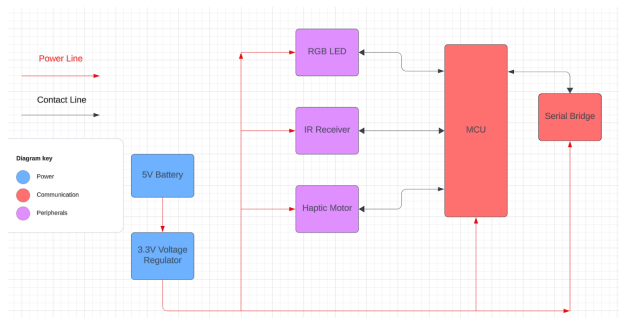 Power Line
Contact Line
Diagram key
Power
Communication
Peripherals
5V Battery
3.3V Voltage
Regulator
RGB LED
IR Receiver
Haptic Motor
MCU
Serial Bridge